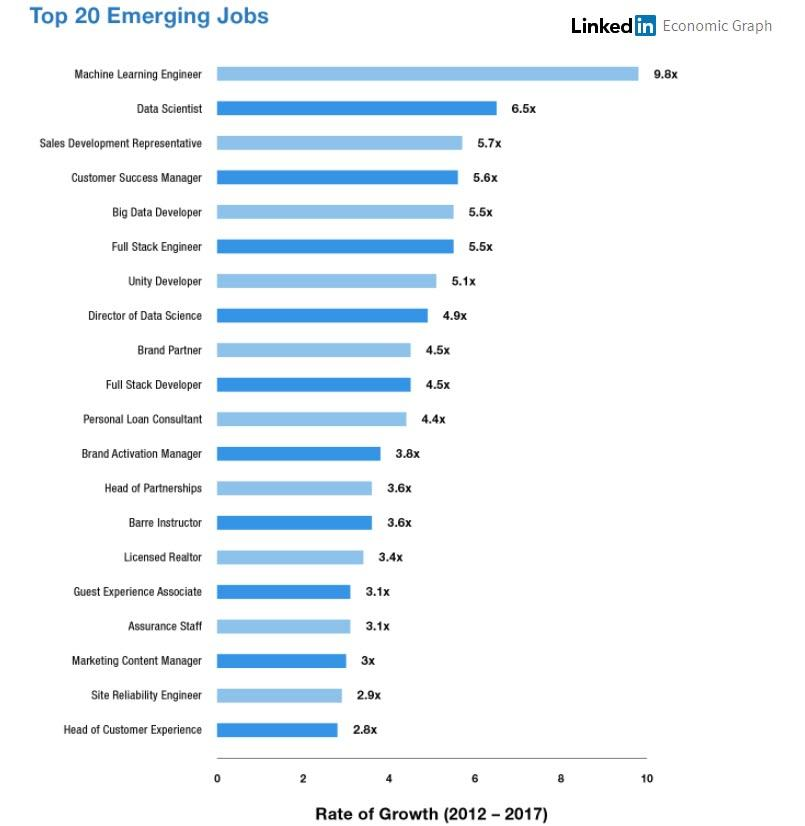 Top 20 Emerging Jobs
Linked in Economic Graph
Machine Learning Engineer 9.8x
Data Scientist 6.5x
Sales Development Representative 5.7x
Customer Success Manager 5.6x
Big Data Developer 5.5x
Full Stack Engineer 5.5x
Unity Developer 5.1x
Director of Data Science 4.9x
Brand Partner 4.5x
Full Stack Developer 4.5x
Personal Loan Consultant 4.4x
Brand Activation Manager 3.8x
Head of Partnerships 3.6x
Barre Instructor 3.6x
Licensed Realtor 3.4x
Guest Experience Associate 3.1x
Assurance Staff 3.1x
Marketing Content Manager 3x
Site Reliability Engineer 2.9x
Head of Customer Experience 2.8x
0 2 4 6 8 10
Rate of Growth (2012 – 2017)